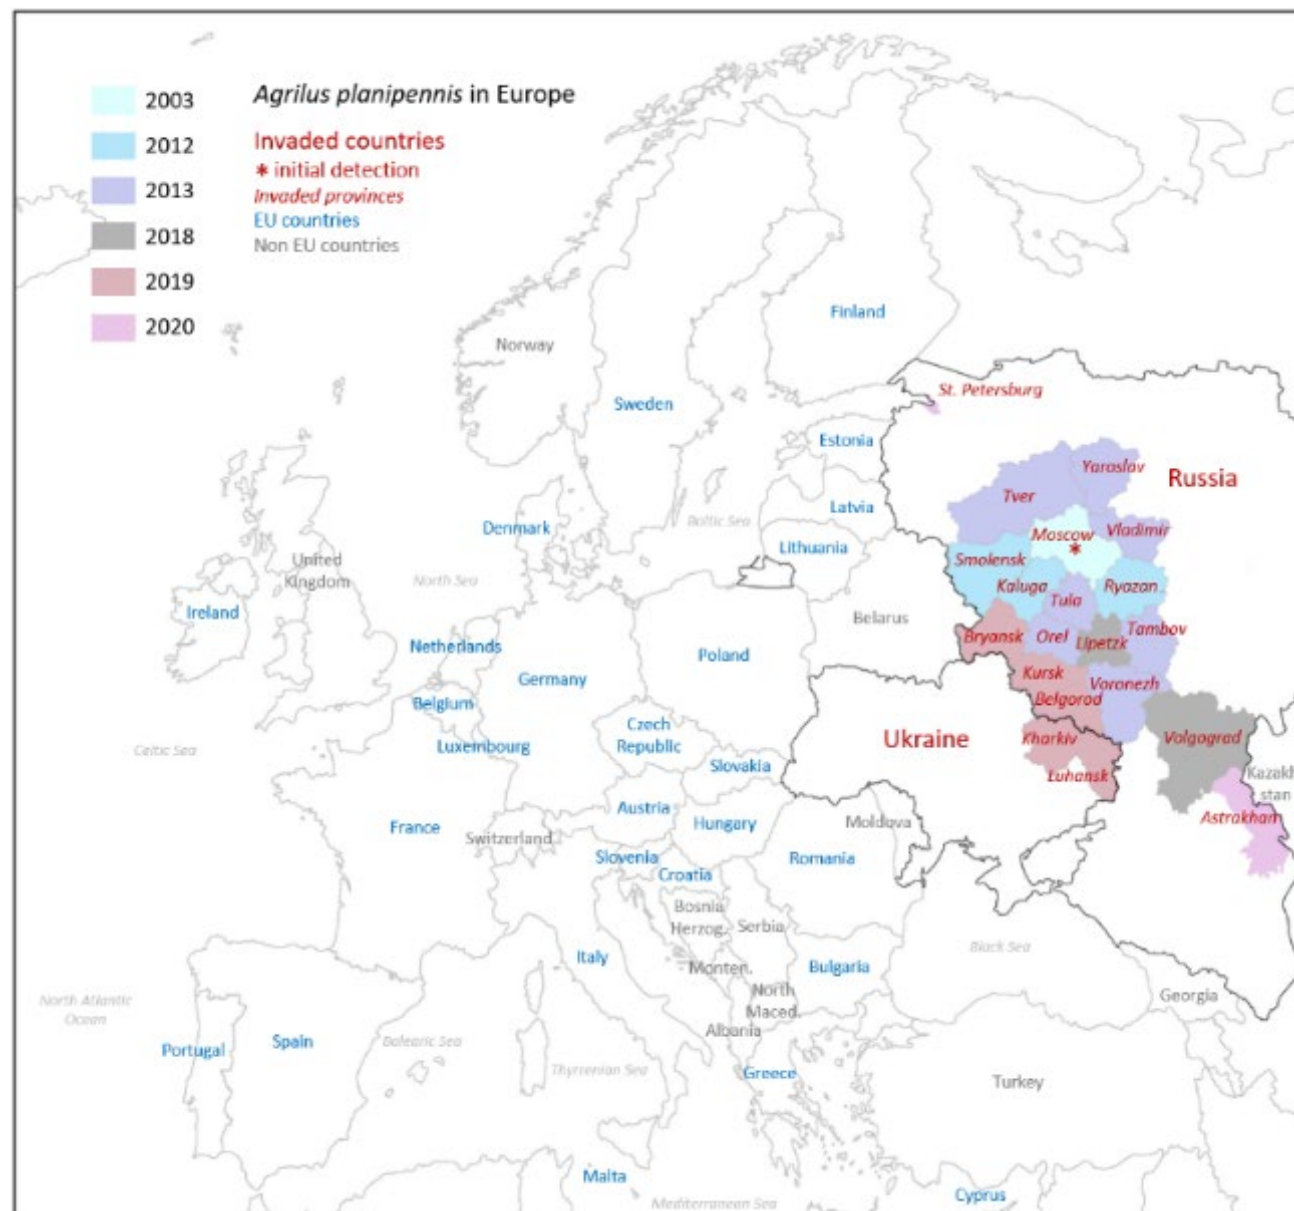 2003
2012
2013
2018
2019
2020
Agrilus planipennis in Europe
Invaded countries
* initial detection
Invaded provinces
EU countries
Non EU countries
Finland
Norway
Sweden
St. Petersburg
Estonia
Yaroslav
Russia
Tver
Latvia
Baltic Sea
Denmark
Vladimir
Moscow
*
Lithuania
Smolensk
United
Kingdom
North Sea
Kaluga
Ryazan
Tula
Ireland
Belarus
Bryansk
Orel
Lipetzk
Tambov
Netherlands
Poland
Germany
Kursk
Voronezh
Belgium
Belgorod
Czech
Republic
Ukraine
Kharkiv
Volgograd
Celtic Sea
Luxembourg
Slovakia
Luhansk
Kazakh
stan
Austria
Hungary
Moldova
Astrakhan
France
Switzerland
Slovenia
Romania
Croatia
Bosnia
Herzog.
Serbia
Black Sea
Italy
Monten.
Bulgaria
North
Maced.
Georgia
North Atlantic
Ocean
Albania
Portugal
Spain
Balearic Sea
Thyrrenian Sea
Greece
Turkey
Malta
Mediterranean Sea
Cyprus